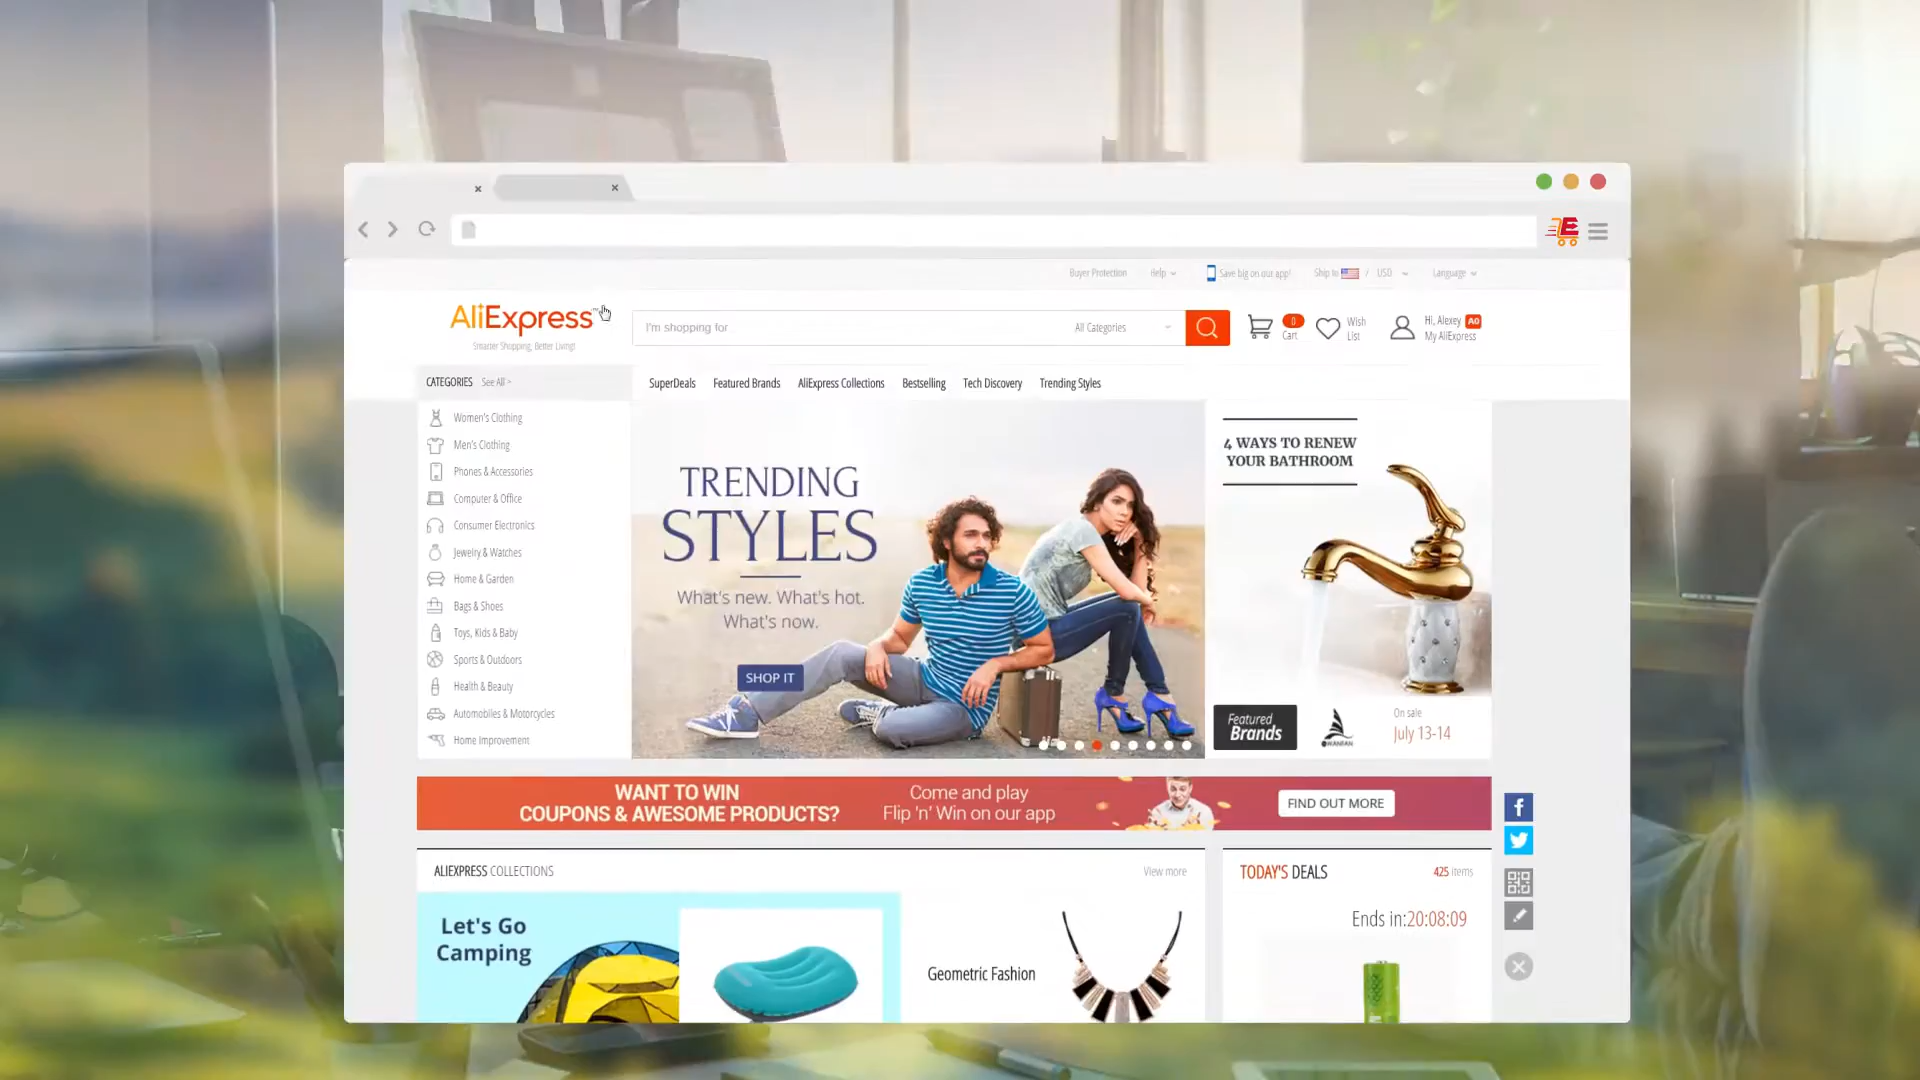 Buyer Protection Help Save big on our app! Ship to / USD Language
AliExpress™
Smarter Shopping, Better Living!
I'm shopping for All Categories
0
Cart
Wish
List
Hi, Alexey A0
My AliExpress
CATEGORIES See All >
SuperDeals Featured Brands AliExpress Collections Bestselling Tech Discovery Trending Styles
Women's Clothing
Men's Clothing
Phones & Accessories
Computer & Office
Consumer Electronics
Jewelry & Watches
Home & Garden
Bags & Shoes
Toys, Kids & Baby
Sports & Outdoors
Health & Beauty
Automobiles & Motorcycles
Home Improvement
TRENDING
STYLES
What's new. What's hot.
What's now.
SHOP IT
4 WAYS TO RENEW
YOUR BATHROOM
Featured
Brands
On sale
July 13-14
WANT TO WIN
COUPONS & AWESOME PRODUCTS?
Come and play
Flip 'n' Win on our app
FIND OUT MORE
ALIEXPRESS COLLECTIONS View more
Let's Go
Camping
Geometric Fashion
TODAY'S DEALS 425 items
Ends in:20:08:09